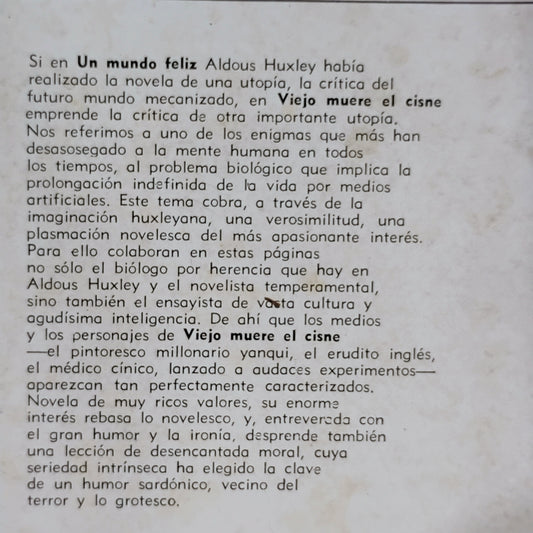 Si en Un mundo feliz Aldous Huxley había
realizado la novela de una utopía, la crítica del
futuro mundo mecanizado, en Viejo muere el cisne
emprende la crítica de otra importante utopía.
Nos referimos a uno de los enigmas que más han
desasosegado a la mente humana en todos
los tiempos, al problema biológico que implica la
prolongación indefinida de la vida por medios
artificiales. Este tema cobra, a través de la
imaginación huxleyana, una verosimilitud, una
plasmación novelesca del más apasionante interés.
Para ello colaboran en estas páginas
no sólo el biólogo por herencia que hay en
Aldous Huxley y el novelista temperamental,
sino también el ensayista de vasta cultura y
agudísima inteligencia. De ahí que los medios
y los personajes de Viejo muere el cisne
—el pintoresco millonario yanqui, el erudito inglés,
el médico cínico, lanzado a audaces experimentos—
aparezcan tan perfectamente caracterizados.
Novela de muy ricos valores, su enorme
interés rebasa lo novelesco, y, entreverada con
el gran humor y la ironía, desprende también
una lección de desencantada moral, cuya
seriedad intrínseca ha elegido la clave
de un humor sardónico, vecino del
terror y lo grotesco.